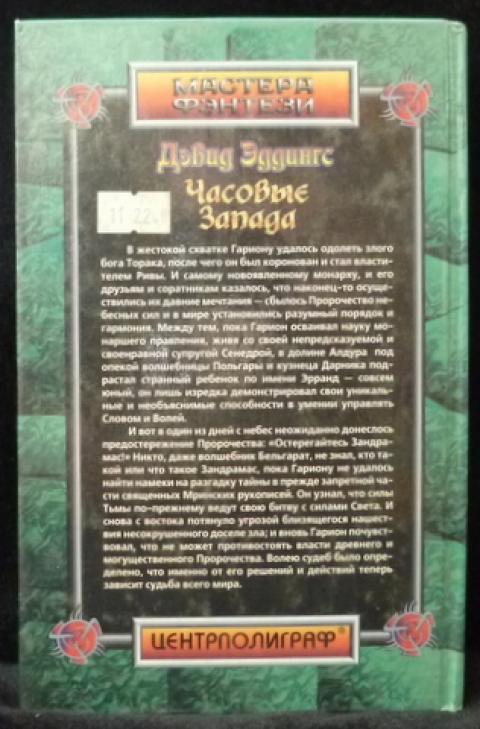 МАСТЕРА
ФЭНТЕЗИ
Дэвид Эддингс
Часовые
Запада
11 22.
В жестокой схватке Гариону удалось одолеть злого
бога Торака, после чего он был коронован и стал власти-
телем Ривы. И самому новоявленному монарху, и его
друзьям и соратникам казалось, что наконец-то осуще-
ствились их давние мечтания — сбылось Пророчество не-
бесных сил и в мире установились разумный порядок и
гармония. Между тем, пока Гарион осваивал науку мо-
наршего правления, живя со своей непредсказуемой и
своенравной супругой Сенедрой, в долине Алдура под
опекой волшебницы Польгары и кузнеца Дарника под-
растал странный ребенок по имени Эрранд — совсем
юный, он лишь изредка демонстрировал свои уникаль-
ные и необъяснимые способности в умении управлять
Словом и Волей.
И вот в один из дней с небес неожиданно донеслось
предостережение Пророчества: «Остерегайтесь Зандра-
мас!» Никто, даже волшебник Бельгарат, не знал, кто та-
кой или что такое Зандрамас, пока Гариону не удалось
найти намеки на разгадку тайны в прежде запретной час-
ти священных Мринских рукописей. Он узнал, что силы
Тьмы по-прежнему ведут свою битву с силами Света. И
снова с востока потянуло угрозой близящегося нашест-
вия несокрушенного доселе зла; и вновь Гарион почувст-
вовал, что не может противостоять власти древнего и
могущественного Пророчества. Волею судеб было опре-
делено, что именно от его решений и действий теперь
зависит судьба всего мира.
ЦЕНТРПОЛИГРАФ®